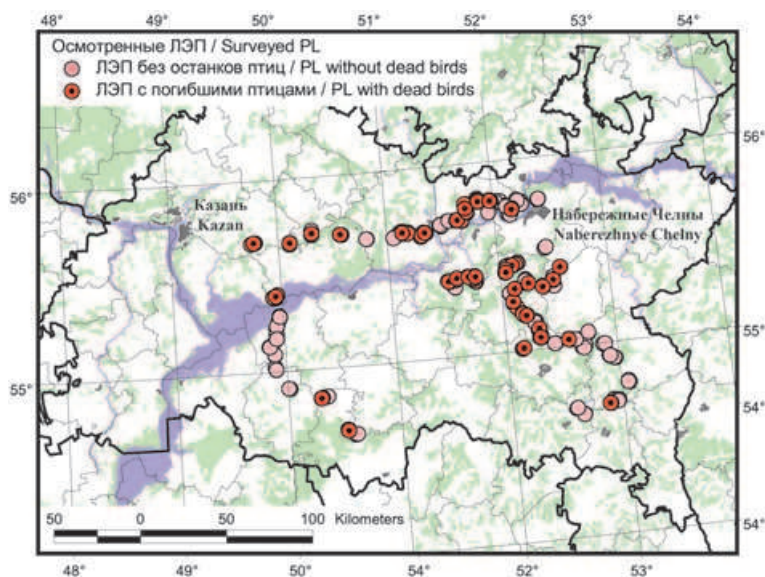 48° 49° 50° 51° 52° 53° 54°
Осмотренные ЛЭП / Surveyed PL
ЛЭП без останков птиц / PL without dead birds
ЛЭП с погибшими птицами / PL with dead birds
56°
56°
Казань
Kazan
Набережные Челны
Naberezhnye Chelny
55°
55°
54°
50 0 50 100 Kilometers
54°
48° 49° 50° 51° 52° 53°